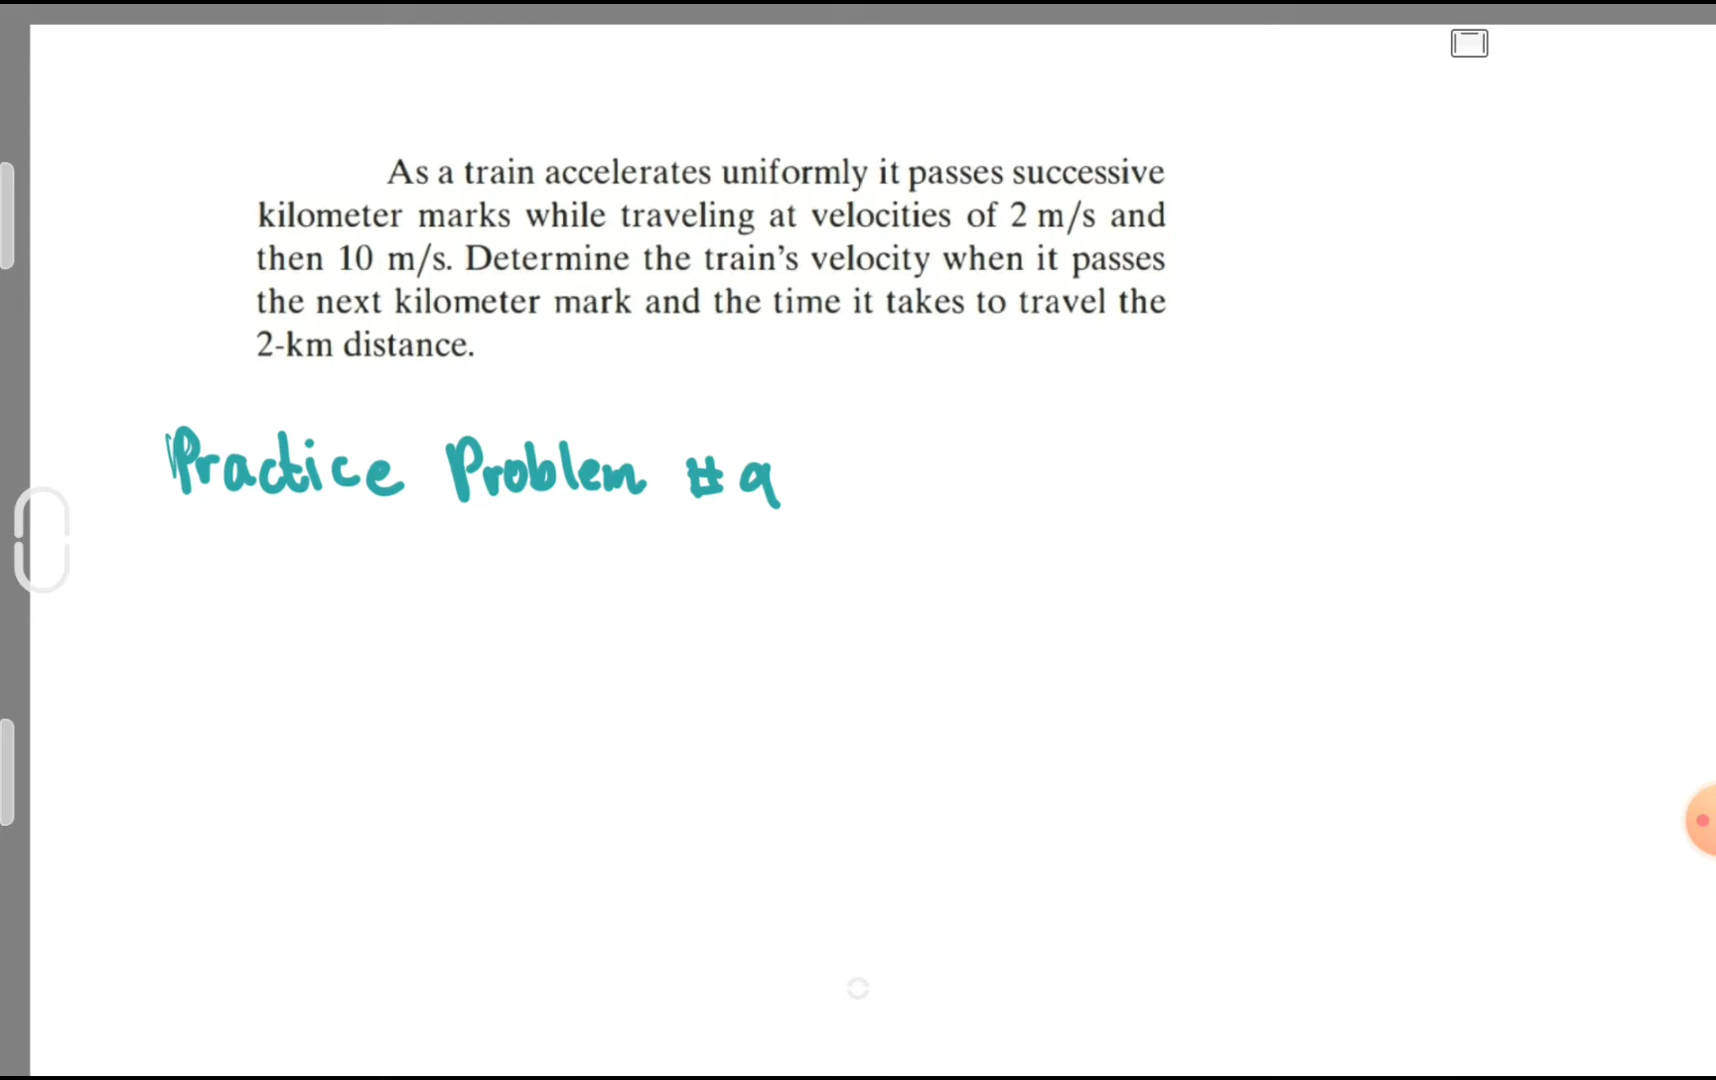 As a train accelerates uniformly it passes successive
kilometer marks while traveling at velocities of 2 m/s and
then 10 m/s. Determine the train’s velocity when it passes
the next kilometer mark and the time it takes to travel the
2-km distance.
Practice Problem #9